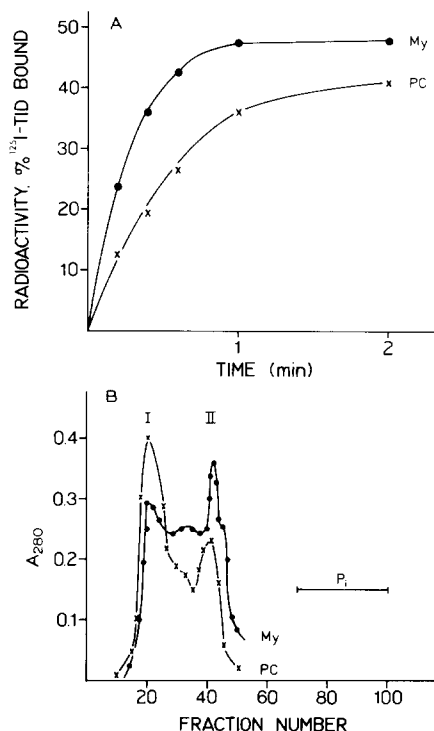 A
RADIOACTIVITY, % ¹²⁵I-TID BOUND
50
40
30
20
10
My
PC
1
2
TIME (min)
B
I
II
A₂₈₀
0.4
0.3
0.2
0.1
Pᵢ
My
PC
20
40
60
80
100
FRACTION NUMBER